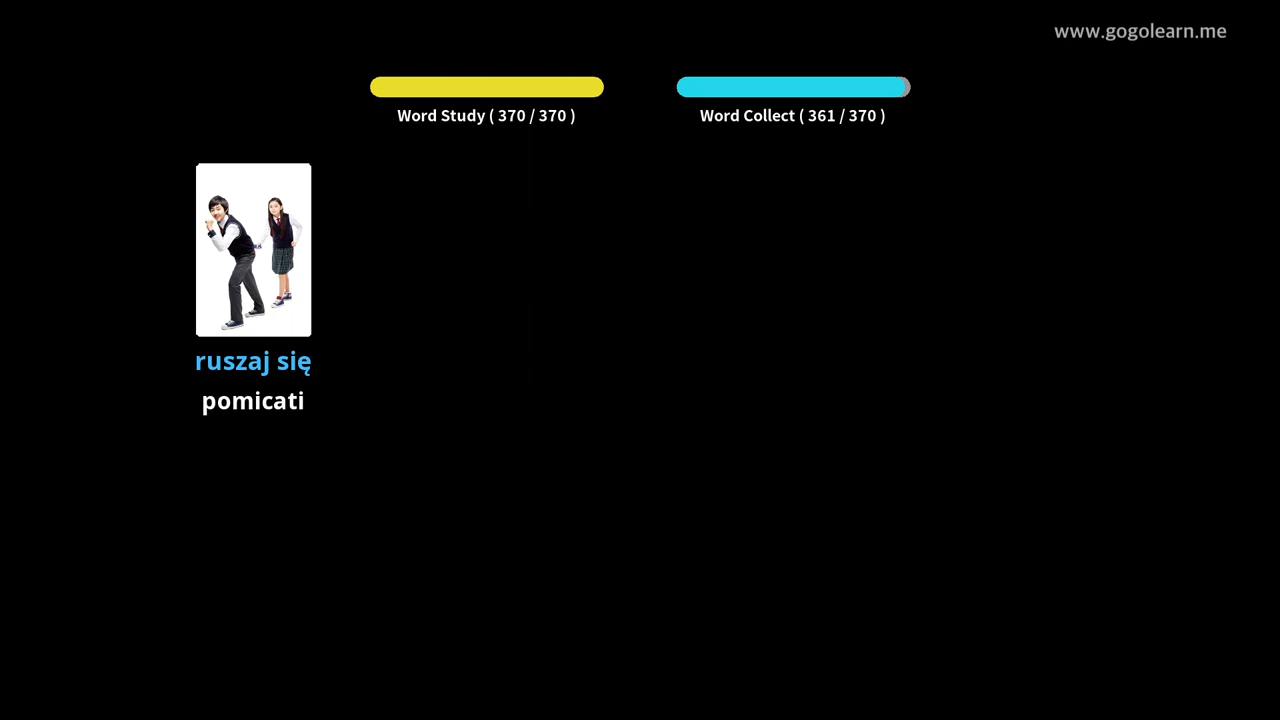 www.gogolearn.me
Word Study ( 370 / 370 )
Word Collect ( 361 / 370 )
ruszaj się
pomicati